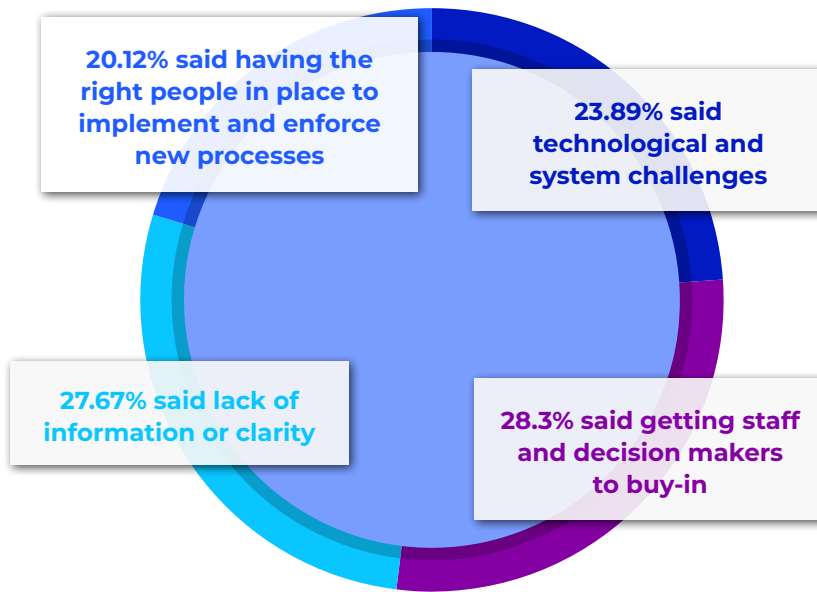 20.12% said having the
right people in place to
implement and enforce
new processes
23.89% said
technological and
system challenges
27.67% said lack of
information or clarity
28.3% said getting staff
and decision makers
to buy-in